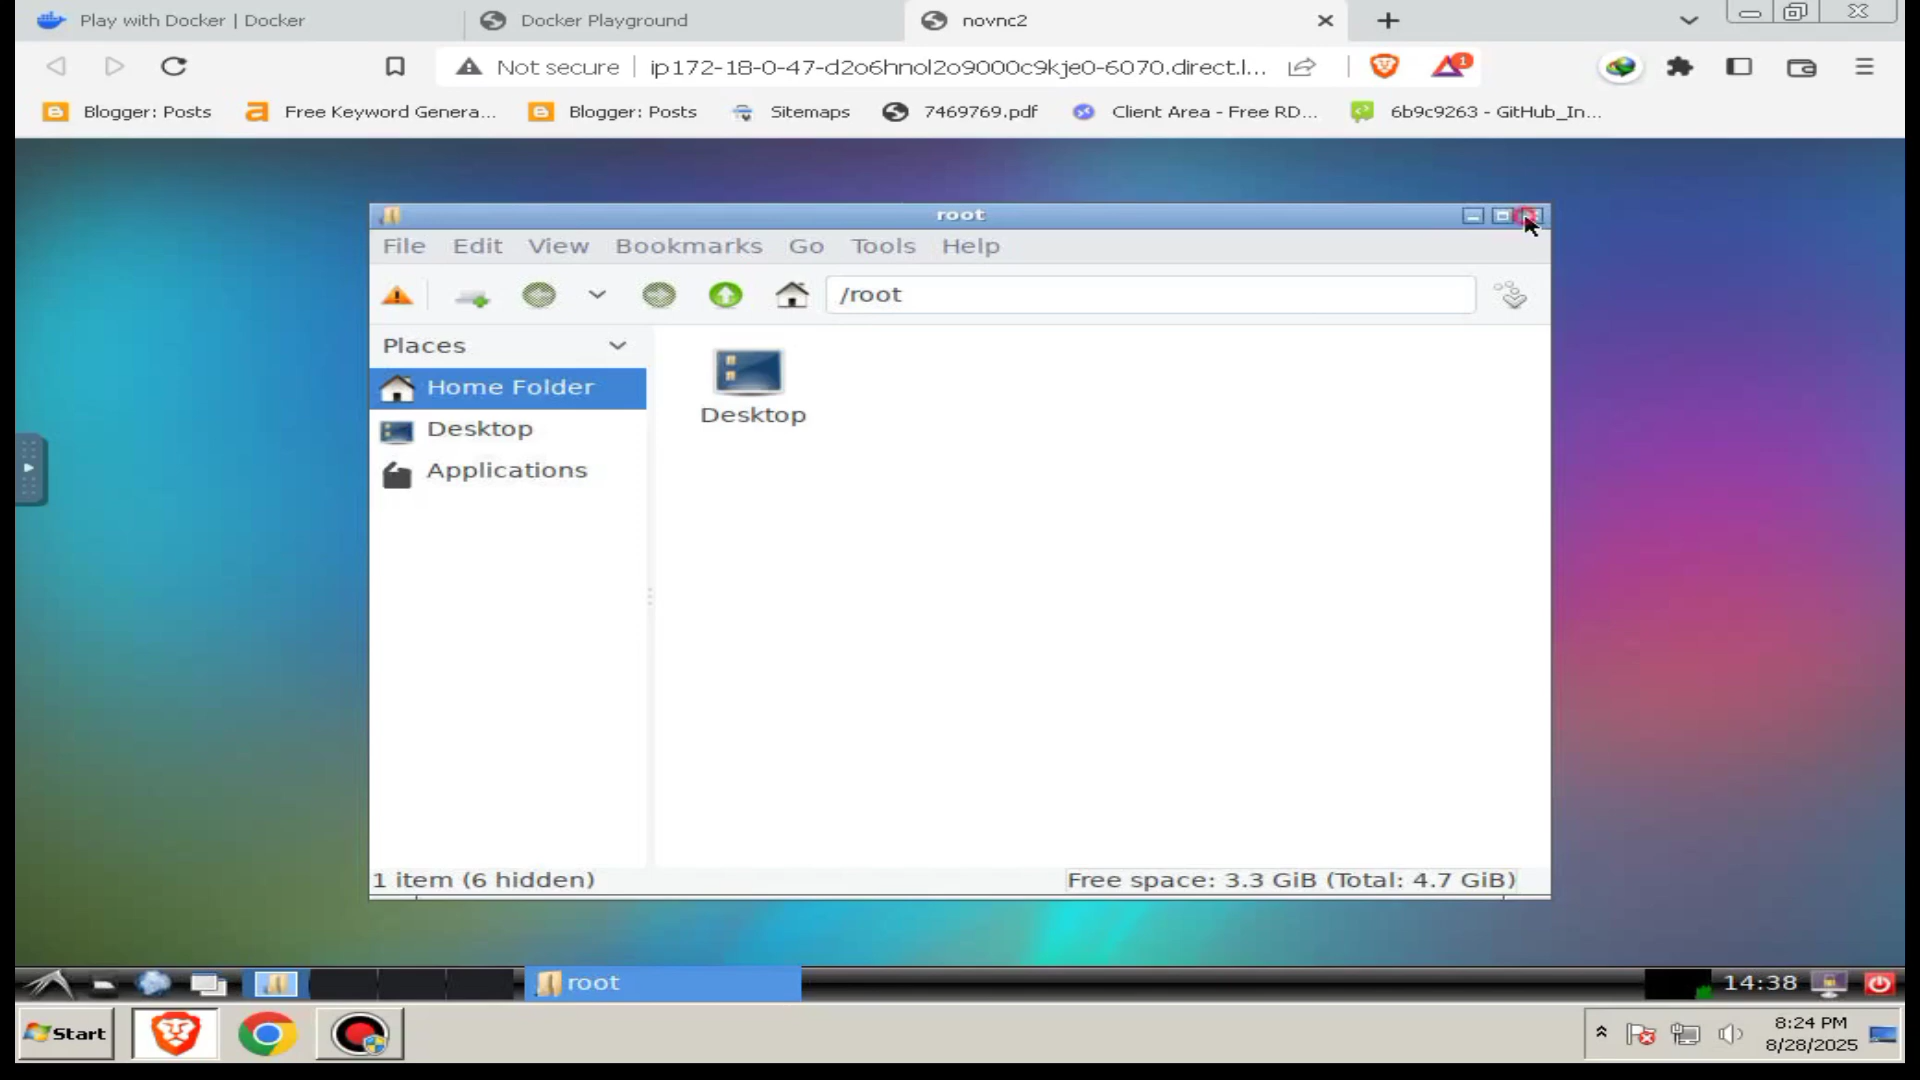 Play with Docker | Docker
Docker Playground
novnc2
Not secure
ip172-18-0-47-d2o6hnol2o9000c9kje0-6070.direct.l...
1
Blogger: Posts
Free Keyword Genera...
Blogger: Posts
Sitemaps
7469769.pdf
Client Area - Free RD...
6b9c9263 - GitHub_In...
root
File Edit View Bookmarks Go Tools Help
/root
Places
Home Folder
Desktop
Applications
Desktop
1 item (6 hidden)
Free space: 3.3 GiB (Total: 4.7 GiB)
root
14:38
Start
8:24 PM
8/28/2025